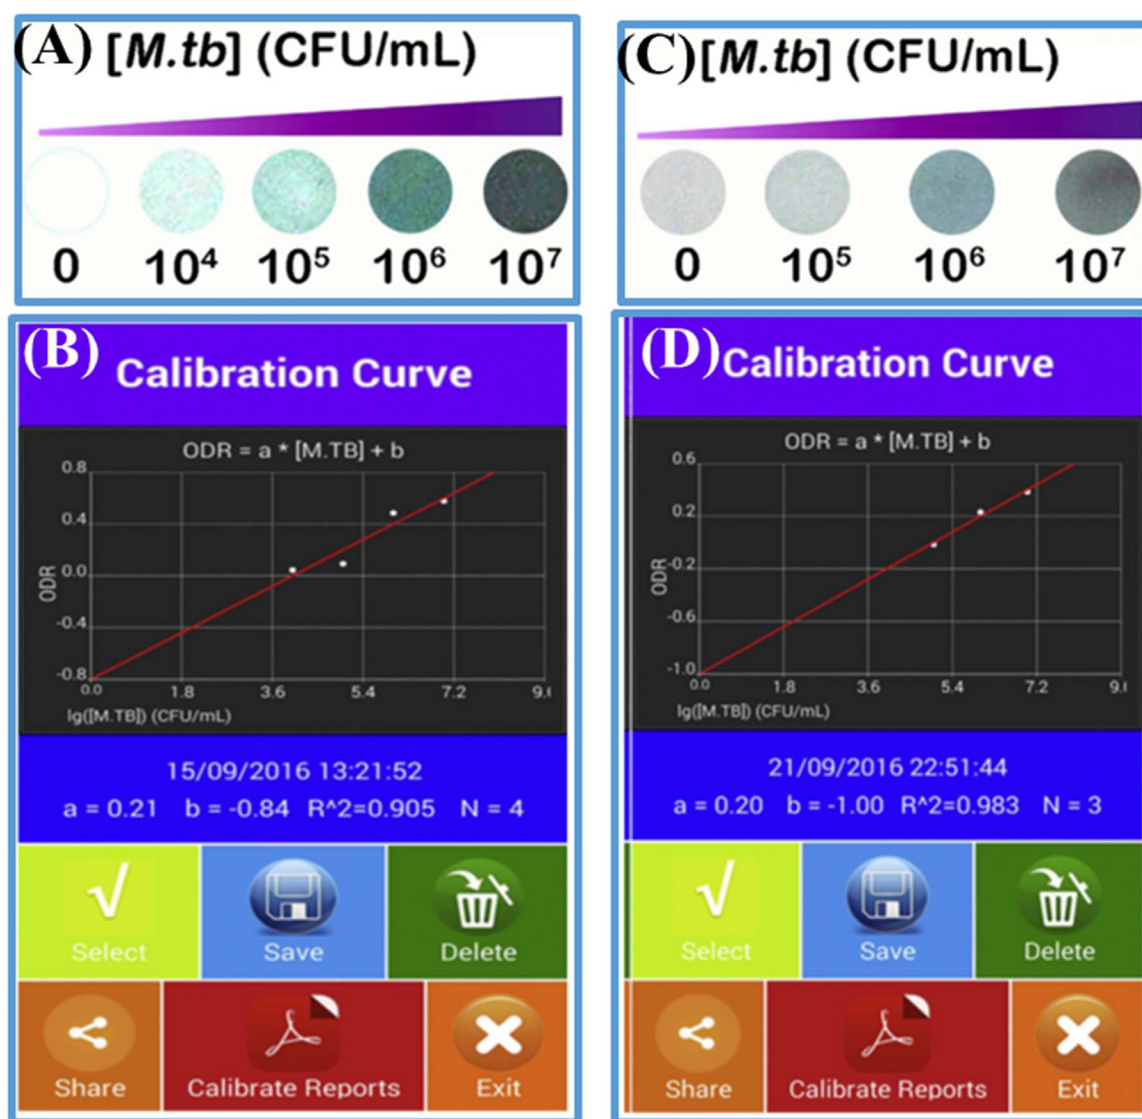 (A) [M.tb] (CFU/mL)
0 10⁴ 10⁵ 10⁶ 10⁷
(B) Calibration Curve
ODR = a * [M.TB] + b
0.8
0.4
0.0
-0.4
-0.8
ODR
0.0 1.8 3.6 5.4 7.2 9.
lg([M.TB]) (CFU/mL)
15/09/2016 13:21:52
a = 0.21 b = -0.84 R^2=0.905 N = 4
Select Save Delete
Share Calibrate Reports Exit
(C) [M.tb] (CFU/mL)
0 10⁵ 10⁶ 10⁷
(D) Calibration Curve
ODR = a * [M.TB] + b
0.6
0.2
-0.2
-0.6
-1.0
ODR
0.0 1.8 3.6 5.4 7.2 9.
lg([M.TB]) (CFU/mL)
21/09/2016 22:51:44
a = 0.20 b = -1.00 R^2=0.983 N = 3
Select Save Delete
Share Calibrate Reports Exit